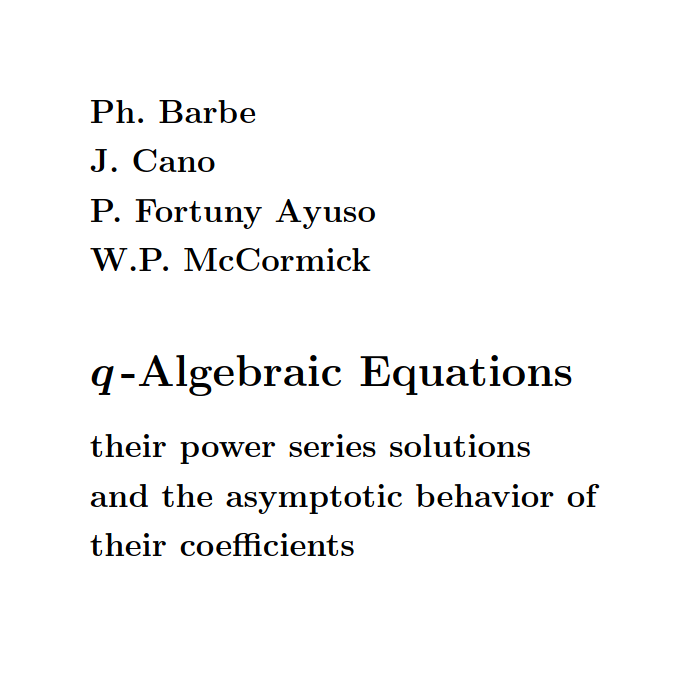 Ph. Barbe
J. Cano
P. Fortuny Ayuso
W.P. McCormick
q-Algebraic Equations
their power series solutions
and the asymptotic behavior of
their coefficients